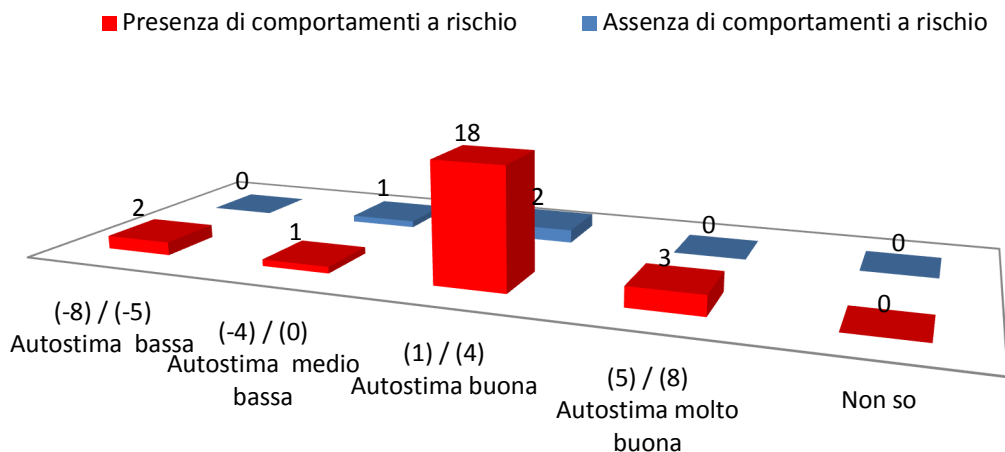 Presenza di comportamenti a rischio Assenza di comportamenti a rischio
18
0
1
2
2
1
0
0
3
0
(-8) / (-5)
Autostima bassa
(-4) / (0)
Autostima medio
bassa
(1) / (4)
Autostima buona
(5) / (8)
Autostima molto
buona
Non so